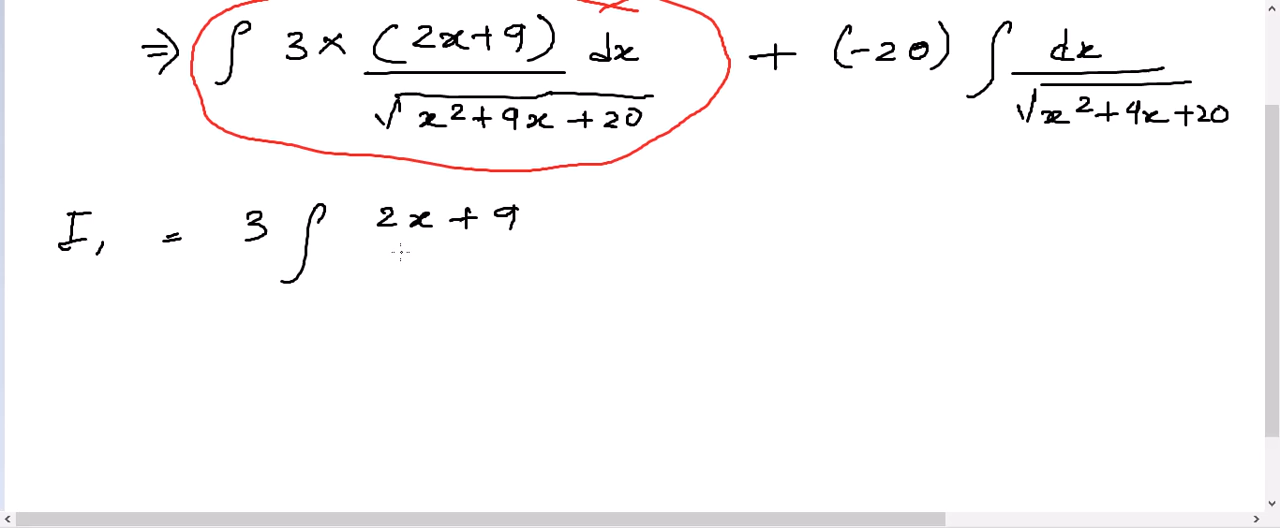 ⇒ ∫ 3 × (2x+9) dx / √x²+9x+20 + (-20) ∫ dx / √x²+4x+20
I₁ = 3 ∫ 2x+9